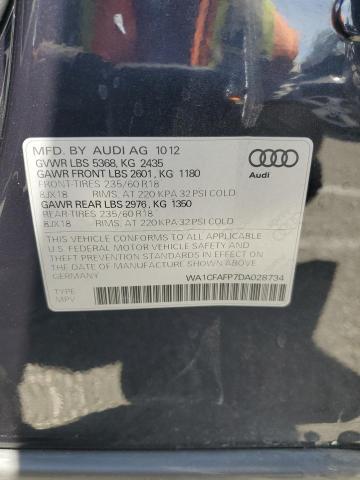 MFD. BY AUDI AG 10 12
GVWR LBS 5368, KG 2435
GAWR FRONT LBS 2601, KG 1180
FRONT-TIRES 235/60 R18
8JX18 RIMS, AT 220 KPA 32 PSI COLD
GAWR REAR LBS 2976, KG 1350
REAR-TIRES 235/60 R18
8JX18 RIMS, AT 220 KPA 32 PSI COLD
THIS VEHICLE CONFORMS TO ALL APPLICABLE
U.S. FEDERAL MOTOR VEHICLE SAFETY
STANDARDS IN EFFECT ON THE
DATE OF MANUFACTURE SHOWN ABOVE.
GERMANY WA1CFAFP7DA028734
TYPE
MPV
Audi